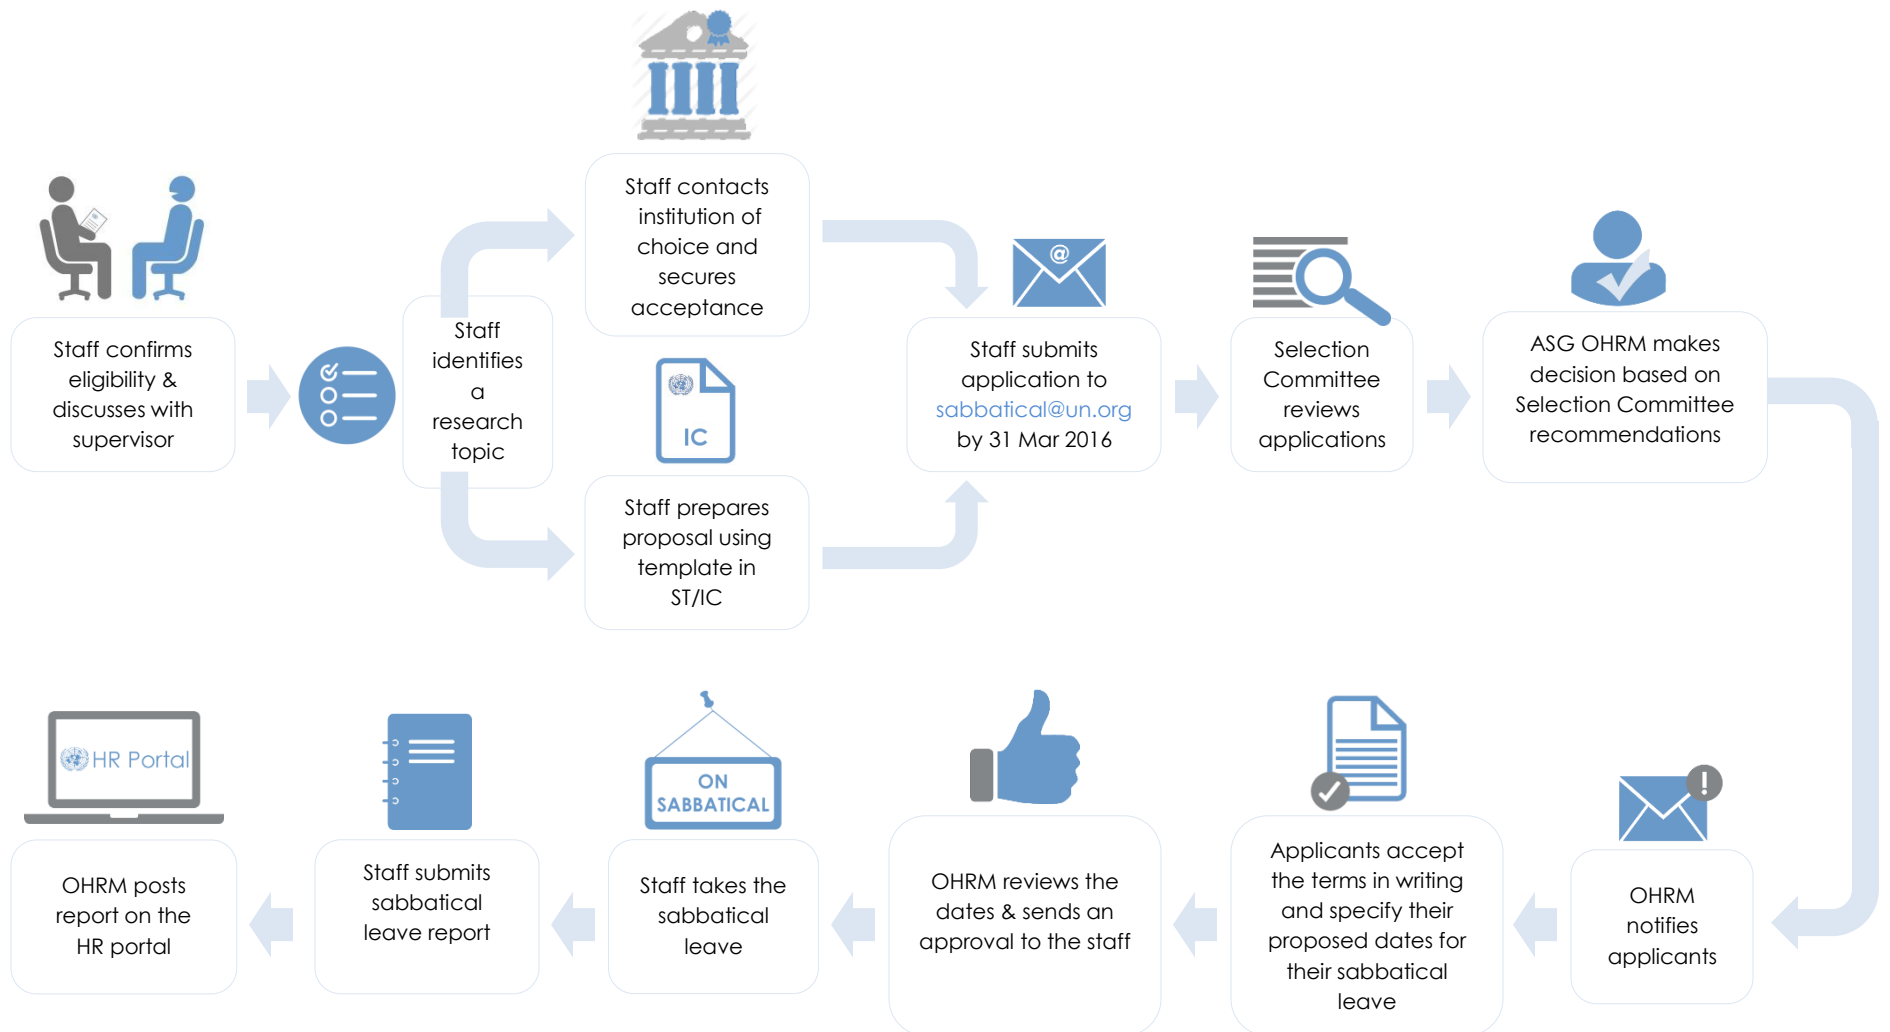 Staff confirms
eligibility &
discusses with
supervisor
Staff
identifies
a
research
topic
Staff contacts
institution of
choice and
secures
acceptance
IC
Staff prepares
proposal using
template in
ST/IC
@
Staff submits
application to
sabbatical@un.org
by 31 Mar 2016
Selection
Committee
reviews
applications
ASG OHRM makes
decision based on
Selection Committee
recommendations
!
OHRM
notifies
applicants
Applicants accept
the terms in writing
and specify their
proposed dates for
their sabbatical
leave
OHRM reviews the
dates & sends an
approval to the staff
ON
SABBATICAL
Staff takes the
sabbatical
leave
Staff submits
sabbatical
leave report
HR Portal
OHRM posts
report on the
HR portal